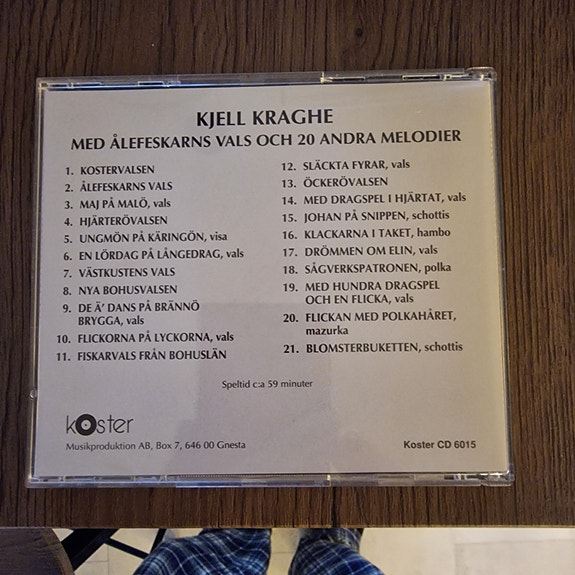 KJELL KRAGHE
MED ÅLEFESKARNS VALS OCH 20 ANDRA MELODIER
1. KOSTERVALSEN
2. ÅLEFESKARNS VALS
3. MAJ PÅ MALÖ, vals
4. HJÄRTERÖVALSEN
5. UNGMÖN PÅ KÄRINGÖN, visa
6. EN LÖRDAG PÅ LÅNGEDRAG, vals
7. VÄSTKUSTENS VALS
8. NYA BOHUSVALSEN
9. DE Ä' DANS PÅ BRÄNNÖ
BRYGGA, vals
10. FLICKORNA PÅ LYCKORNA, vals
11. FISKARVALS FRÅN BOHUSLÄN
12. SLÄCKTA FYRAR, vals
13. ÖCKERÖVALSEN
14. MED DRAGSPEL I HJÄRTAT, vals
15. JOHAN PÅ SNIPPEN, schottis
16. KLACKARNA I TAKET, hambo
17. DRÖMMEN OM ELIN, vals
18. SÅGVERKSPATRONEN, polka
19. MED HUNDRA DRAGSPEL
OCH EN FLICKA, vals
20. FLICKAN MED POLKAHÅRET,
mazurka
21. BLOMSTERBUKETTEN, schottis
Speltid c:a 59 minuter
koster
Musikproduktion AB, Box 7, 646 00 Gnesta
Koster CD 6015